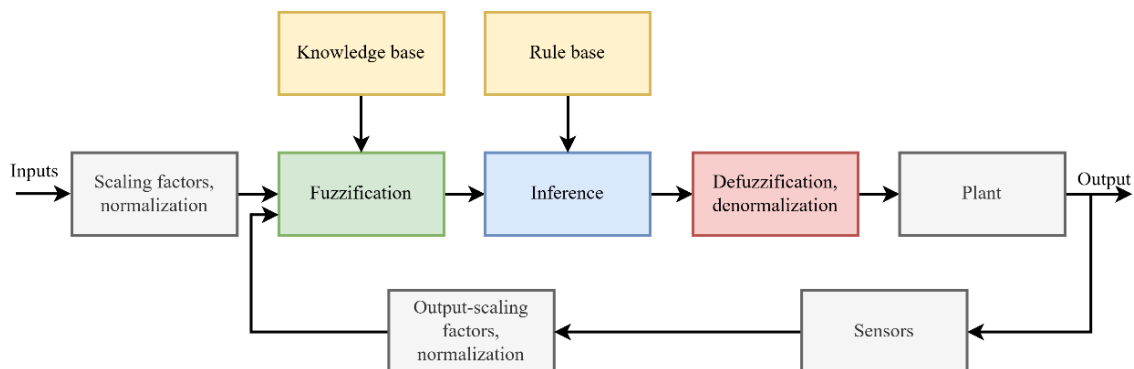 Knowledge base
Rule base
Inputs
Scaling factors,
normalization
Fuzzification
Inference
Defuzzification,
denormalization
Plant
Output
Output-scaling
factors,
normalization
Sensors